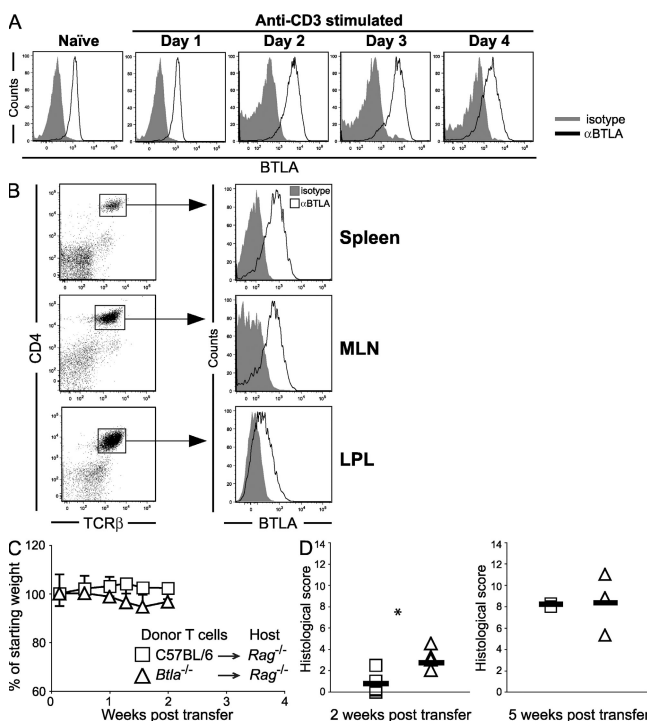 A
Anti-CD3 stimulated
Naïve Day 1 Day 2 Day 3 Day 4
Counts
isotype
αBTLA
BTLA
B
isotype
αBTLA
Spleen
MLN
LPL
CD4
Counts
TCRβ
BTLA
C
120
100
80
60
0 1 2 3 4
% of starting weight
Weeks post transfer
Donor T cells Host
C57BL/6 → Rag-/-
Btla-/- → Rag-/-
D
Histological score
14
12
10
8
6
4
2
0
*
2 weeks post transfer
Histological score
14
12
10
8
6
4
2
0
5 weeks post transfer